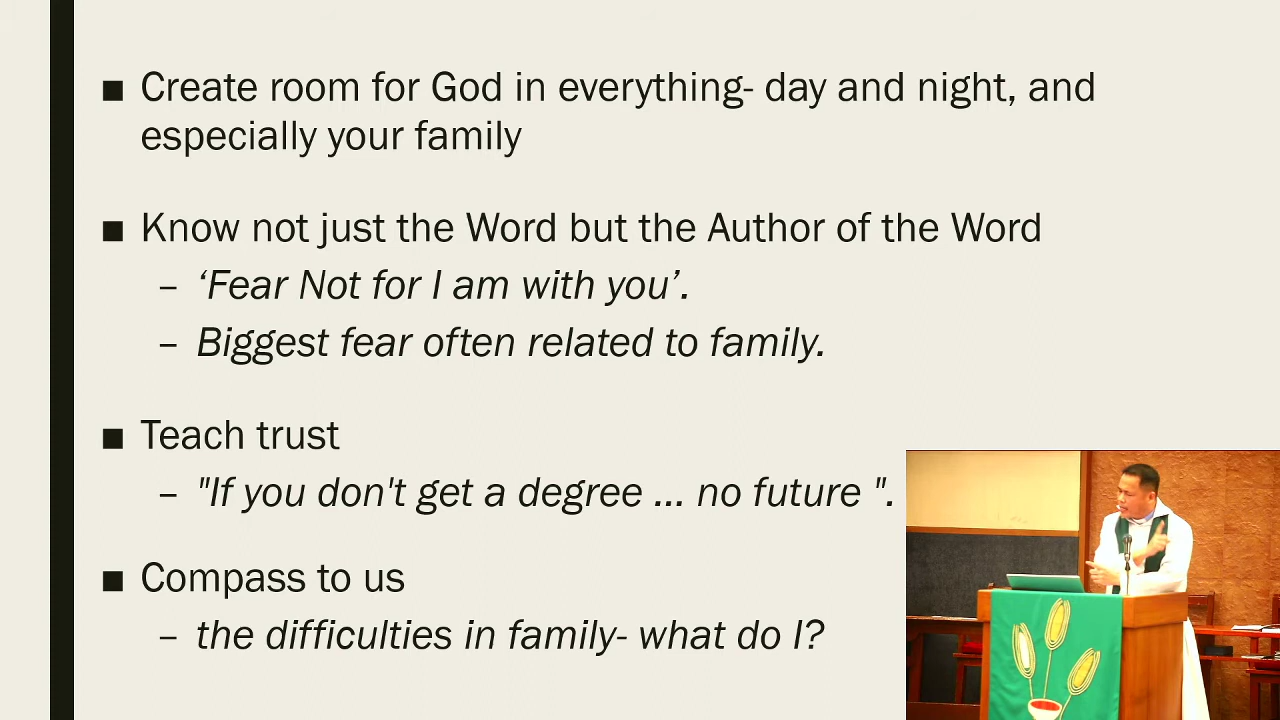 ■ Create room for God in everything- day and night, and
especially your family
■ Know not just the Word but the Author of the Word
– ‘Fear Not for I am with you’.
– Biggest fear often related to family.
■ Teach trust
– "If you don't get a degree ... no future ".
■ Compass to us
– the difficulties in family- what do I?